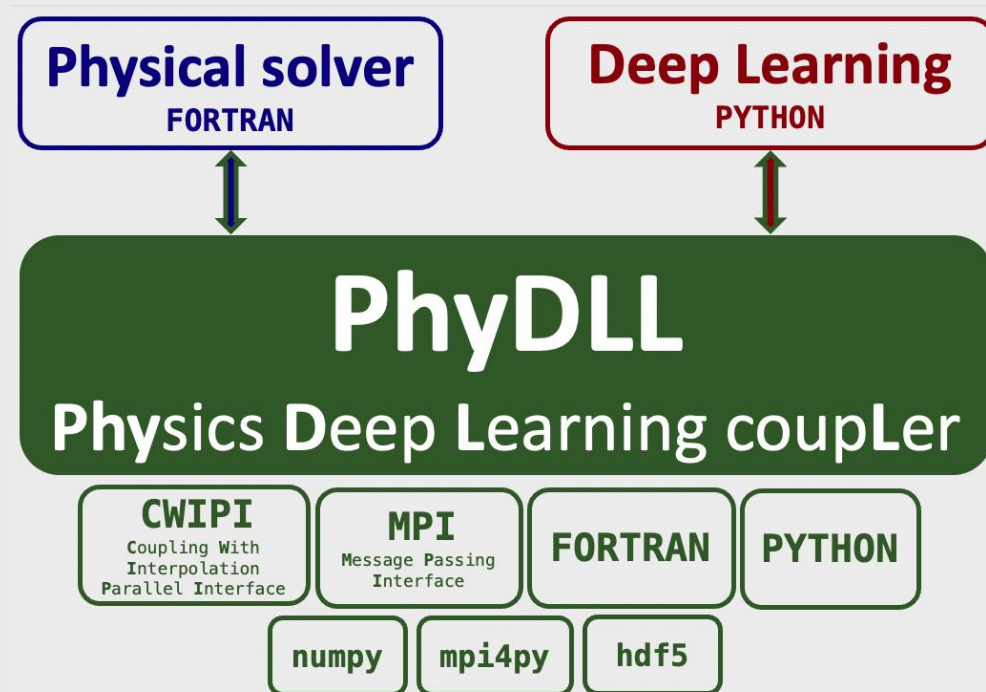 Physical solver
FORTRAN
Deep Learning
PYTHON
PhyDLL
Physics Deep Learning coupLer
CWIPI
Coupling With
Interpolation
Parallel Interface
MPI
Message Passing
Interface
FORTRAN
PYTHON
numpy
mpi4py
hdf5